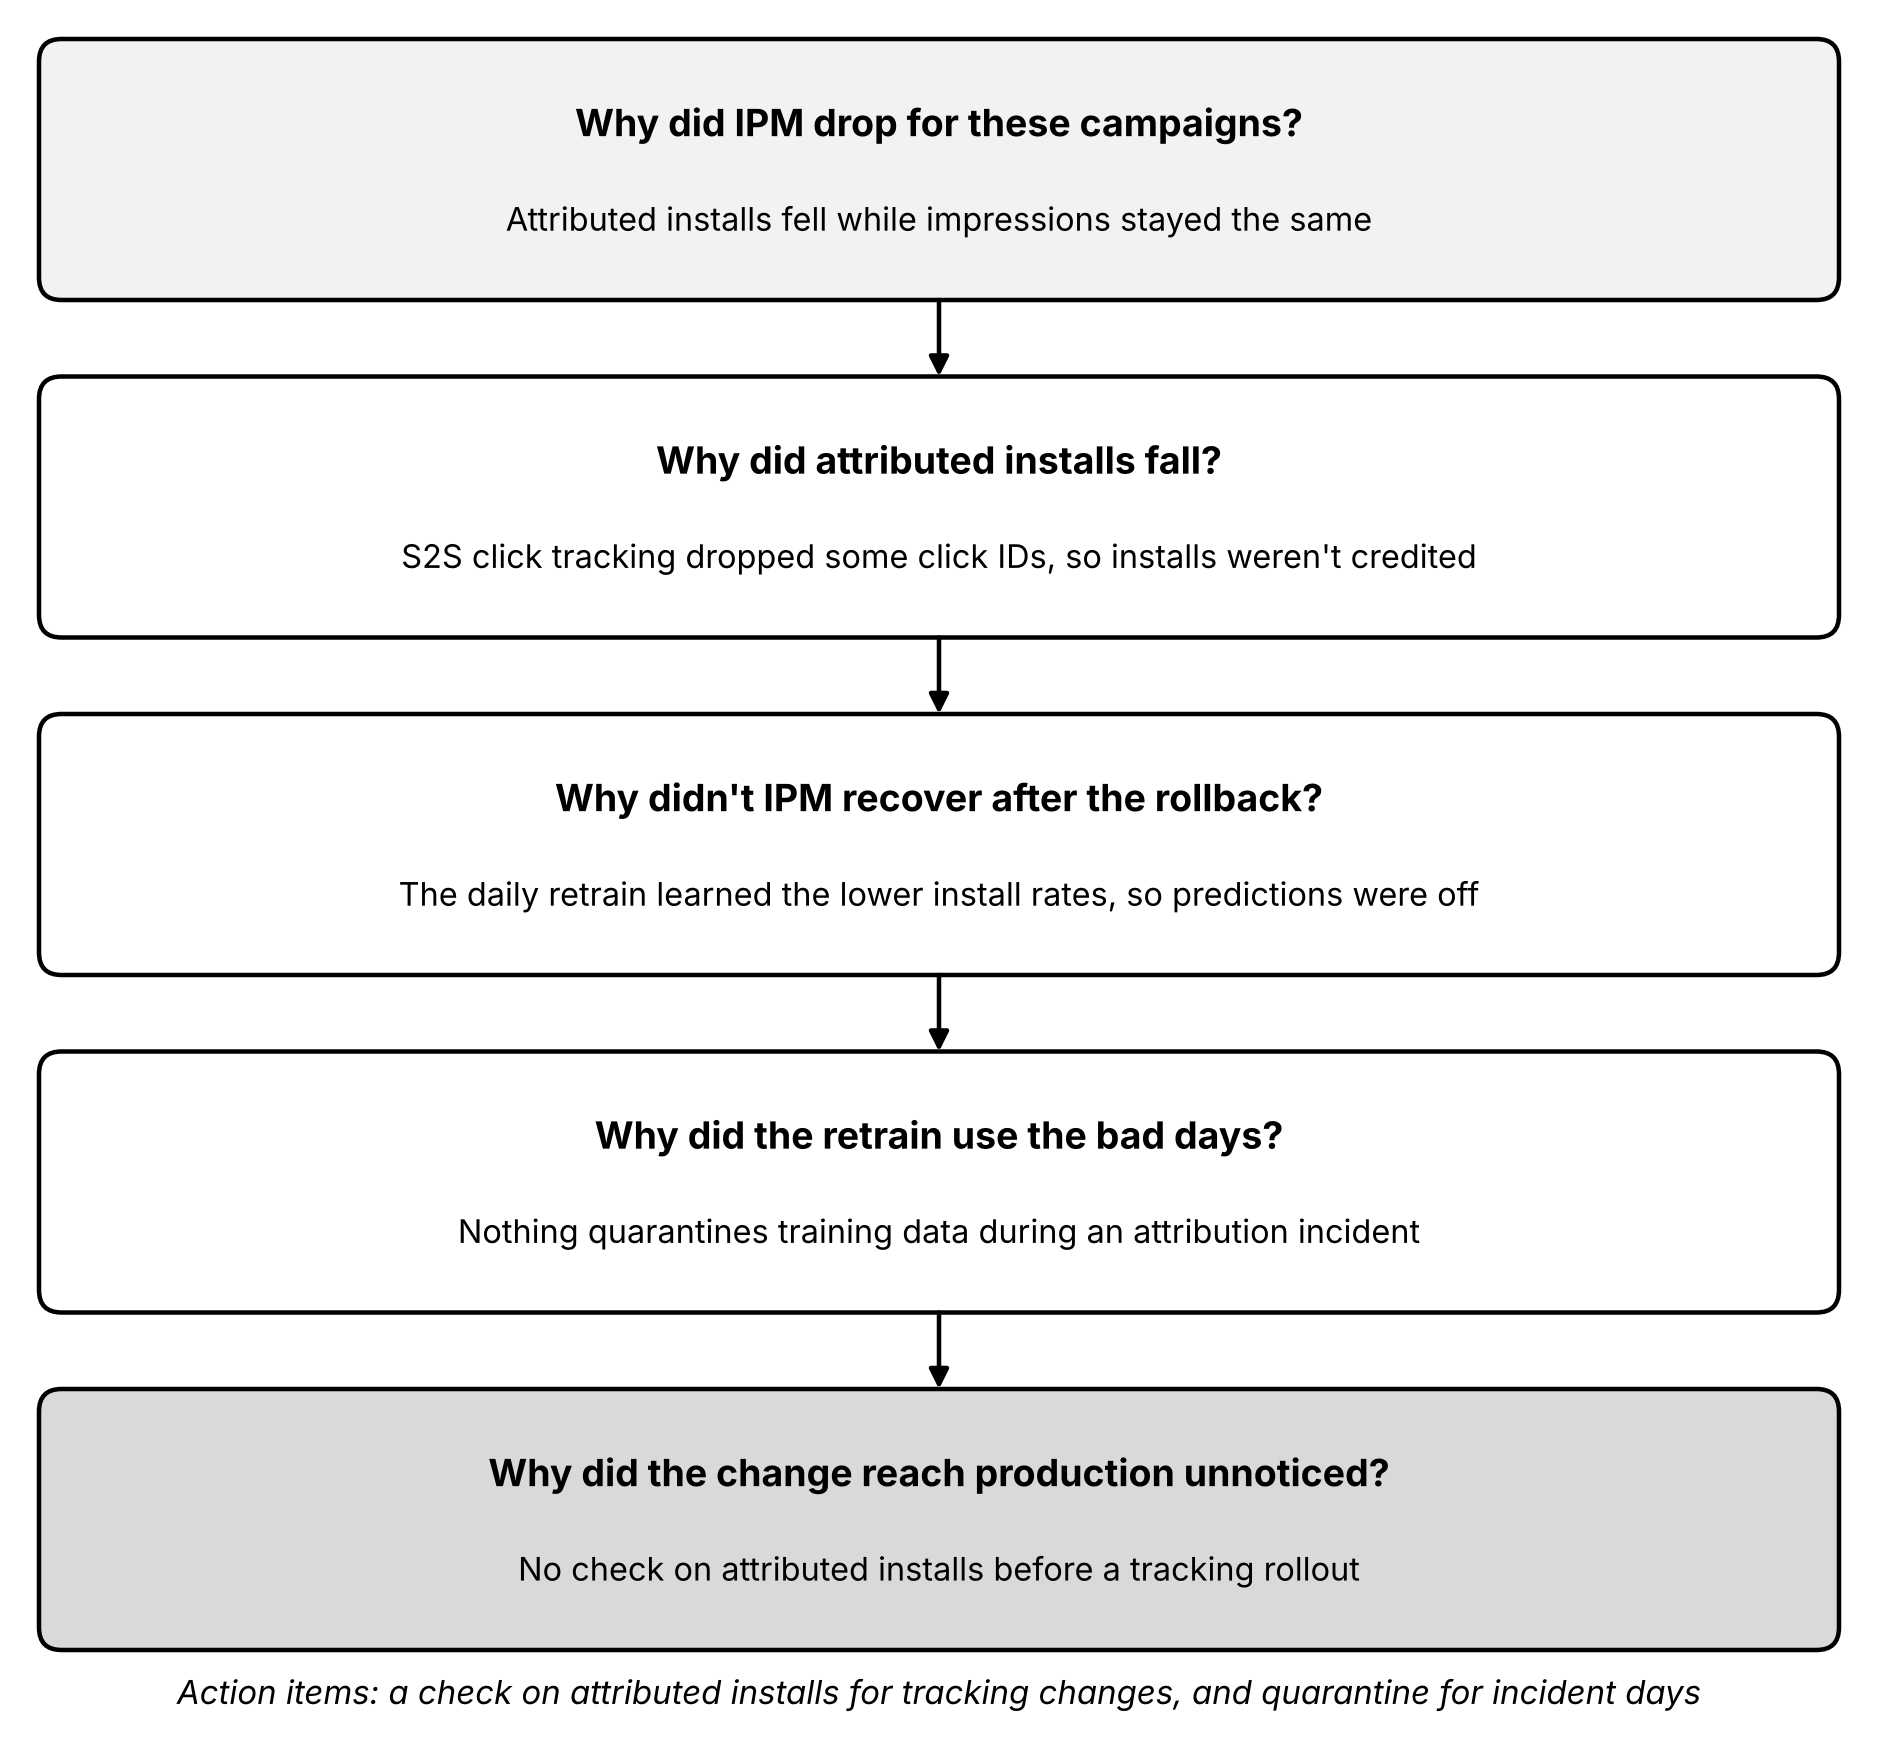 Why did IPM drop for these campaigns?
Attributed installs fell while impressions stayed the same
Why did attributed installs fall?
S2S click tracking dropped some click IDs, so installs weren't credited
Why didn't IPM recover after the rollback?
The daily retrain learned the lower install rates, so predictions were off
Why did the retrain use the bad days?
Nothing quarantines training data during an attribution incident
Why did the change reach production unnoticed?
No check on attributed installs before a tracking rollout
Action items: a check on attributed installs for tracking changes, and quarantine for incident days